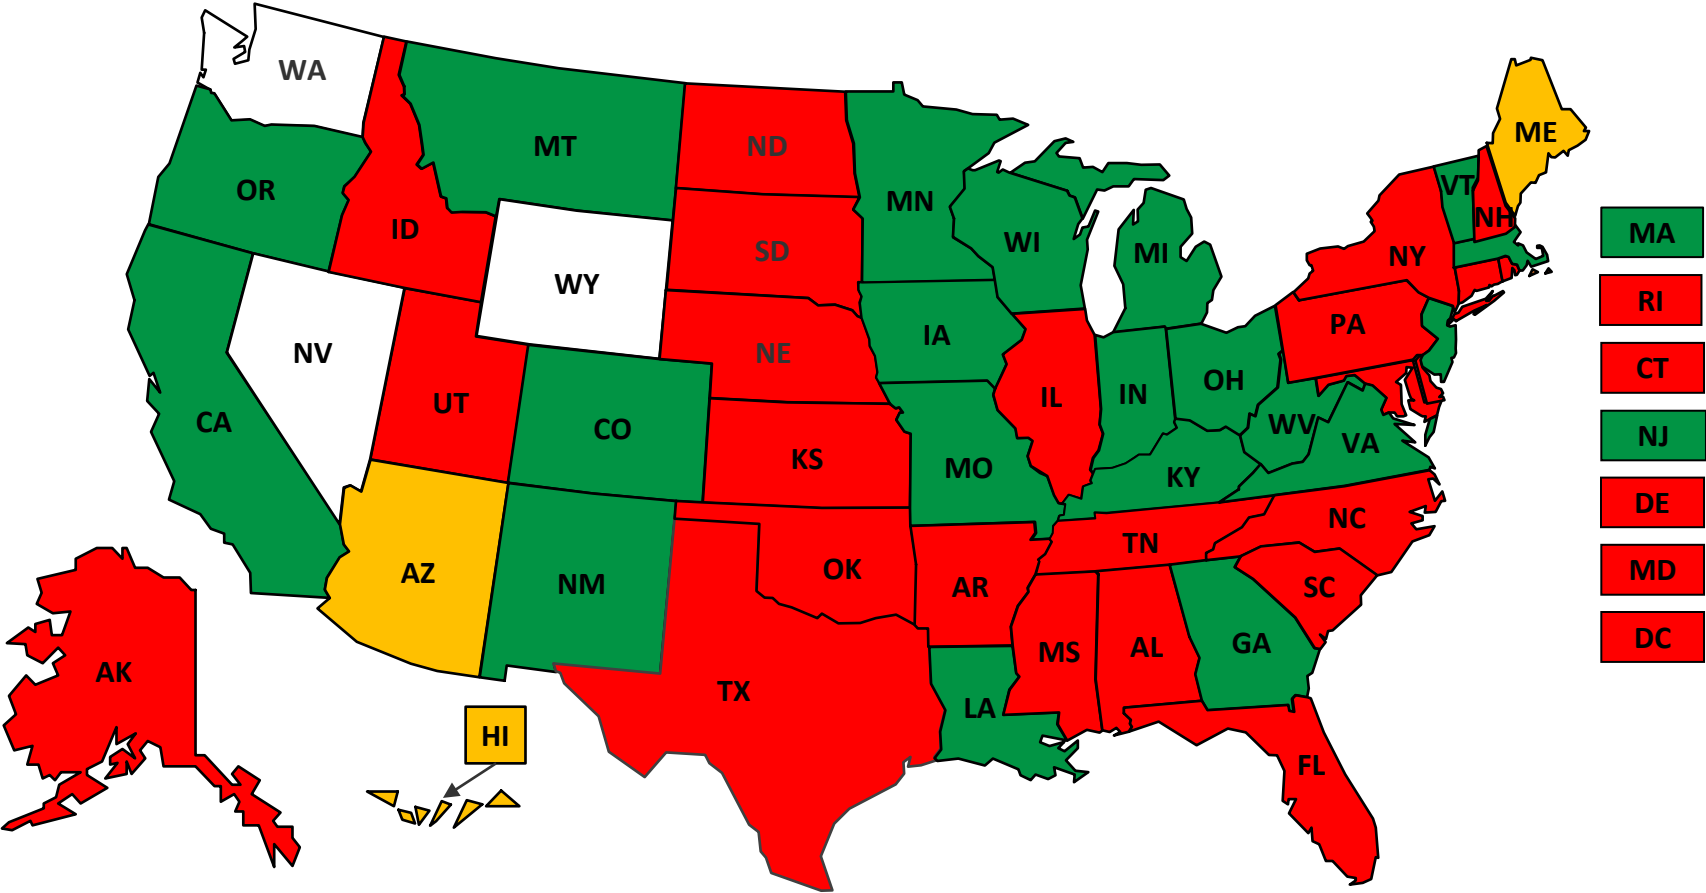 WA
ME
MT
ND
VT
OR
MN
NH
ID
MA
WI
SD
MI
NY
WY
RI
PA
IA
NV
NE
CT
OH
IN
IL
UT
CA
WV
CO
NJ
VA
KS
MO
KY
DE
NC
TN
OK
MD
AZ
NM
AR
SC
DC
GA
AL
MS
AK
TX
LA
HI
FL